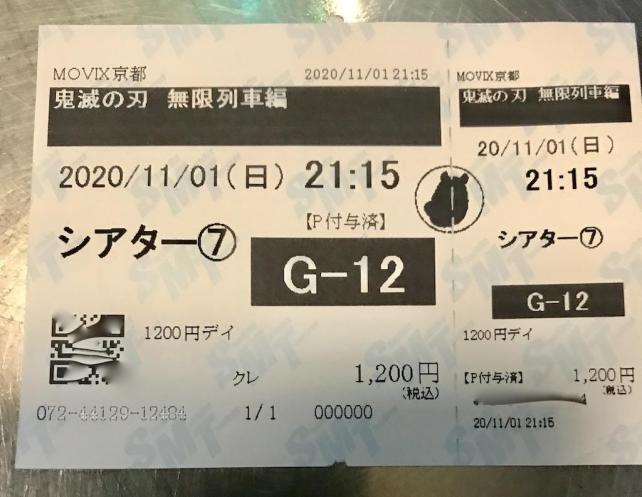 MOVIX京都 2020/11/01 21:15
鬼滅の刃 無限列車編
2020/11/01(日) 21:15
【P付与済】
シアター⑦
G-12
1200円デイ
クレ 1,200円
(税込)
072-44129-12484 1/1 000000
MOVIX京都
鬼滅の刃 無限列車編
20/11/01(日)
21:15
シアター⑦
G-12
1200円デイ
【P付与済】 1,200円
(税込)
20/11/01 21:15
SMT